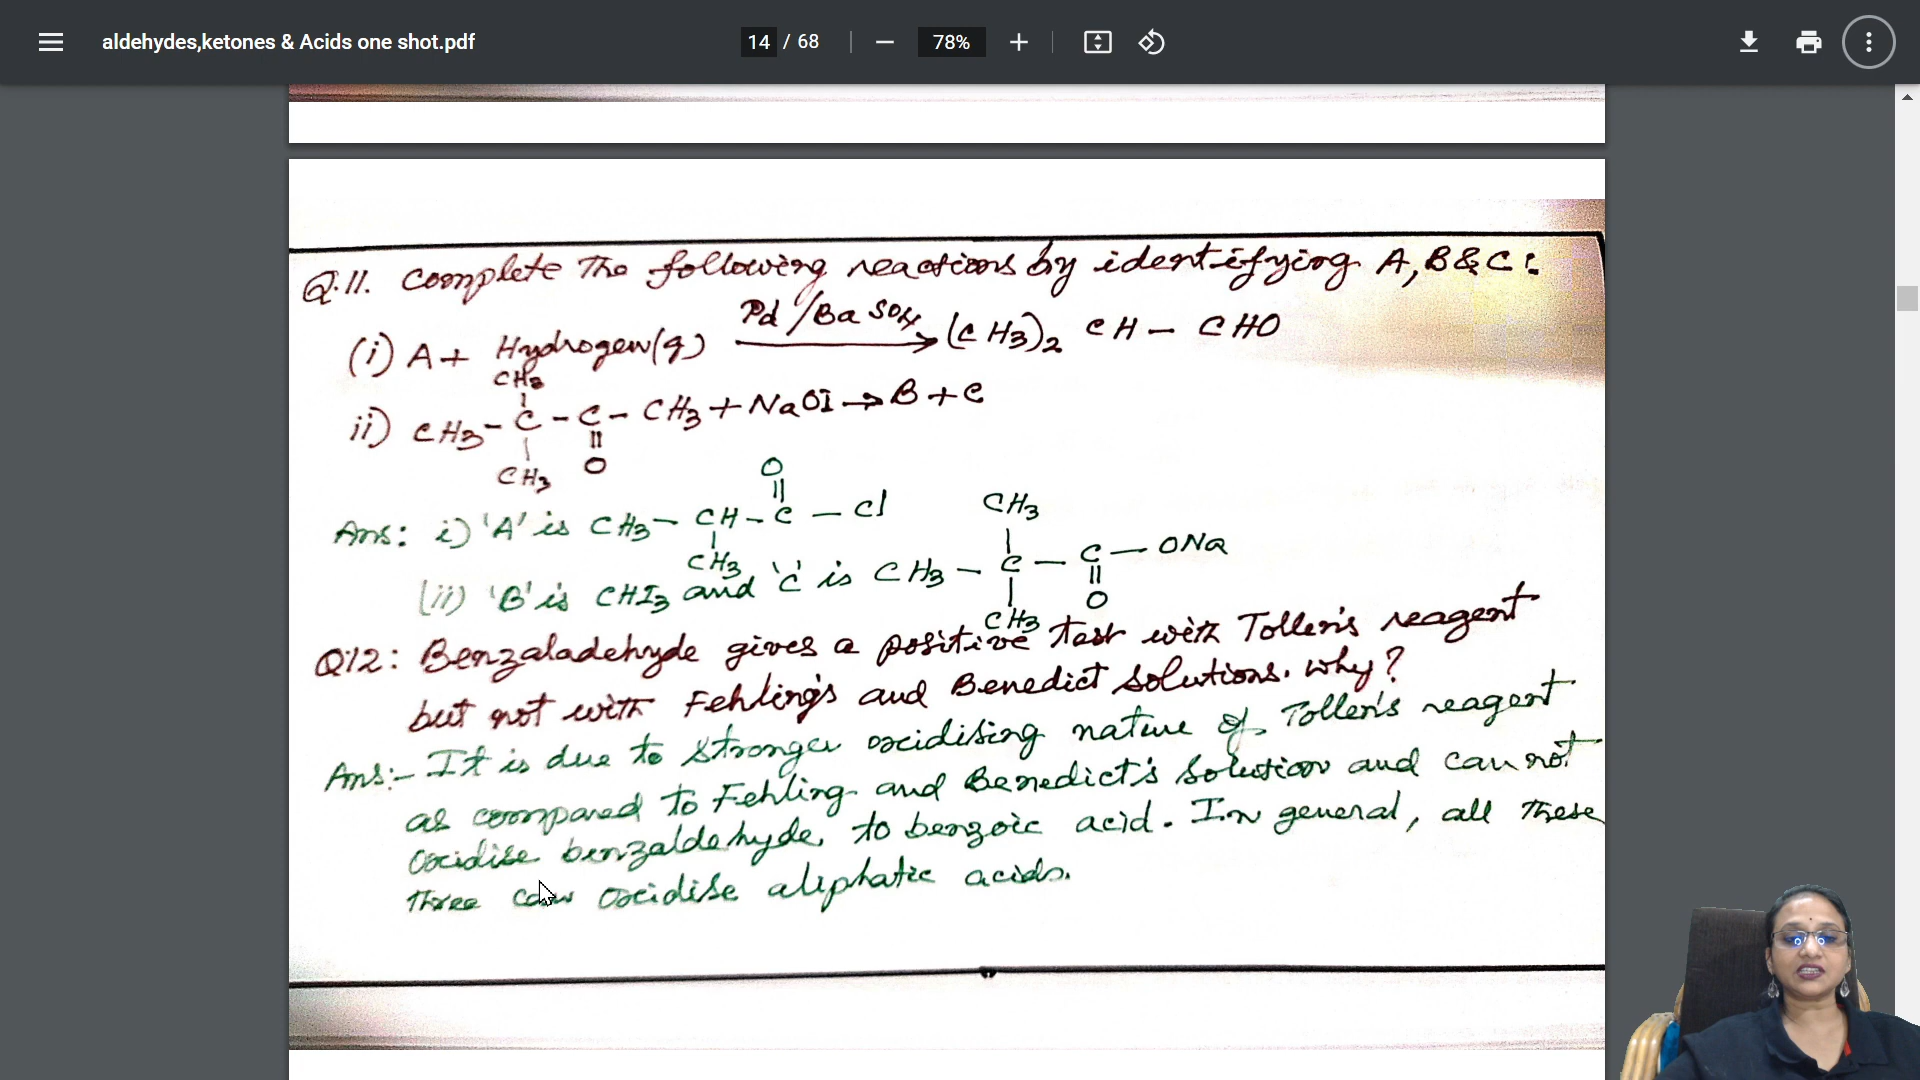 aldehydes,ketones & Acids one shot.pdf
14 / 68
78%
Q.11. Complete the following reactions by identifying A, B & C:
(i) A + Hydrogen(g) Pd / BaSO4 → (CH3)2 CH - CHO
CH3
ii) CH3 - C - C - CH3 + NaOI → B + C
CH3 O
Ans: i) 'A' is CH3 - CH - C - Cl
O
CH3
CH3
(ii) 'B' is CHI3 and 'C' is CH3 - C - C - ONa
CH3 O
Q12: Benzaladehyde gives a positive test with Tollen's reagent
but not with Fehling's and Benedict solutions. Why?
Ans:- It is due to stronger oxidising nature of Tollen's reagent
as compared to Fehling and Benedict's solution and can not
oxidise benzaldehyde, to benzoic acid. In general, all these
three can oxidise aliphatic acids.